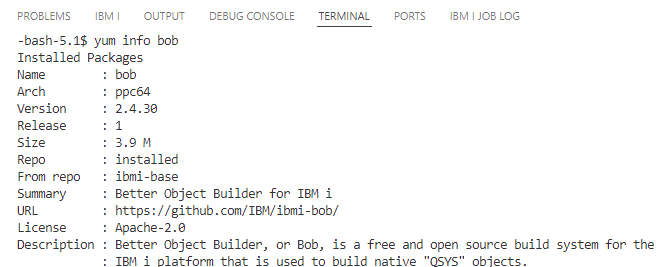 PROBLEMS IBM I OUTPUT DEBUG CONSOLE TERMINAL PORTS IBM I JOB LOG
-bash-5.1$ yum info bob
Installed Packages
Name : bob
Arch : ppc64
Version : 2.4.30
Release : 1
Size : 3.9 M
Repo : installed
From repo : ibmi-base
Summary : Better Object Builder for IBM i
URL : https://github.com/IBM/ibmi-bob/
License : Apache-2.0
Description : Better Object Builder, or Bob, is a free and open source build system for the
: IBM i platform that is used to build native "QSYS" objects.